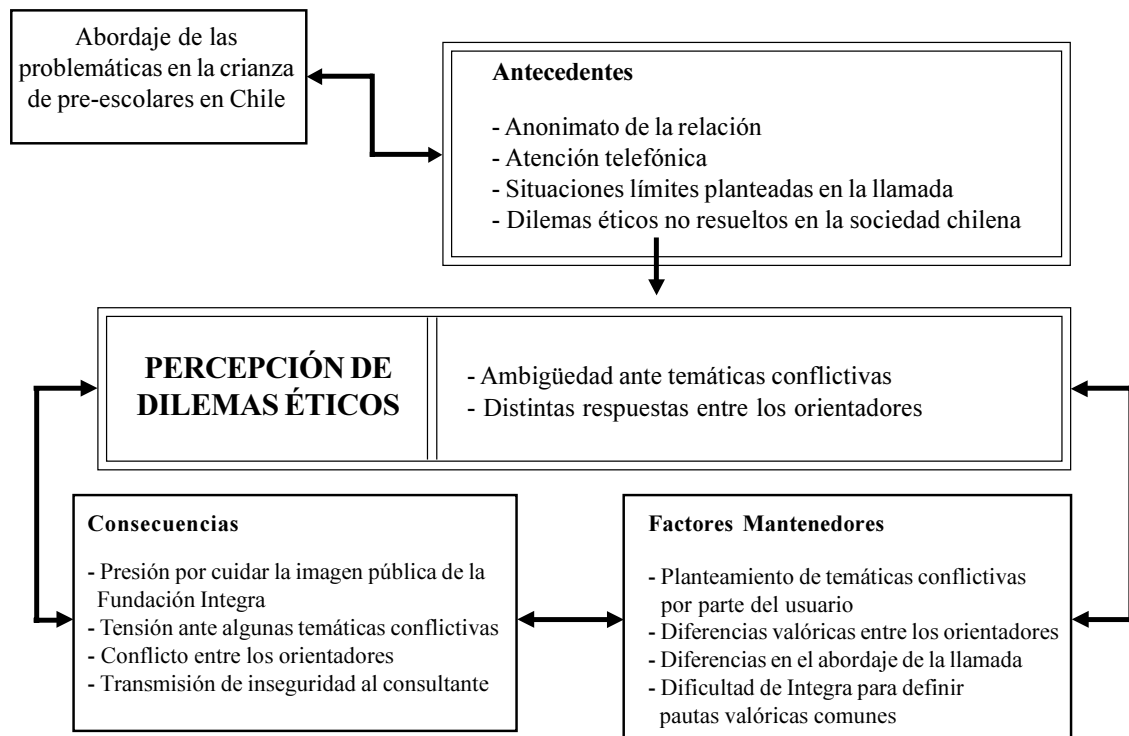 Abordaje de las
problemáticas en la crianza
de pre-escolares en Chile
Antecedentes
- Anonimato de la relación
- Atención telefónica
- Situaciones límites planteadas en la llamada
- Dilemas éticos no resueltos en la sociedad chilena
PERCEPCIÓN DE
DILEMAS ÉTICOS
- Ambigüedad ante temáticas conflictivas
- Distintas respuestas entre los orientadores
Consecuencias
- Presión por cuidar la imagen pública de la
Fundación Integra
- Tensión ante algunas temáticas conflictivas
- Conflicto entre los orientadores
- Transmisión de inseguridad al consultante
Factores Mantenedores
- Planteamiento de temáticas conflictivas
por parte del usuario
- Diferencias valóricas entre los orientadores
- Diferencias en el abordaje de la llamada
- Dificultad de Integra para definir
pautas valóricas comunes